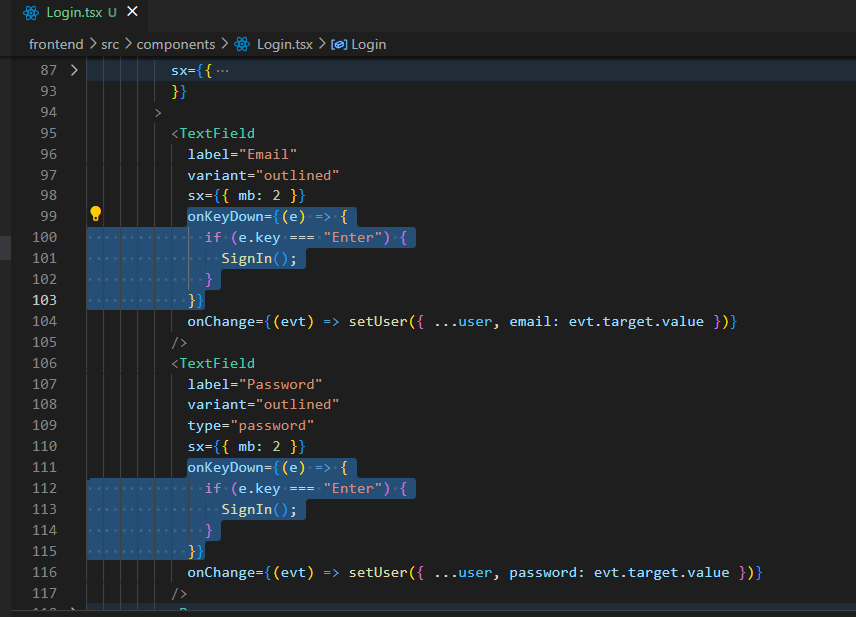 Login.tsx U
frontend > src > components > Login.tsx > Login
87 sx={{ ···
93 }}
94 >
95 <TextField
96 label="Email"
97 variant="outlined"
98 sx={{ mb: 2 }}
99 onKeyDown={(e) => {
100 if (e.key === "Enter") {
101 SignIn();
102 }
103 }}
104 onChange={(evt) => setUser({ ...user, email: evt.target.value })}
105 />
106 <TextField
107 label="Password"
108 variant="outlined"
109 type="password"
110 sx={{ mb: 2 }}
111 onKeyDown={(e) => {
112 if (e.key === "Enter") {
113 SignIn();
114 }
115 }}
116 onChange={(evt) => setUser({ ...user, password: evt.target.value })}
117 />